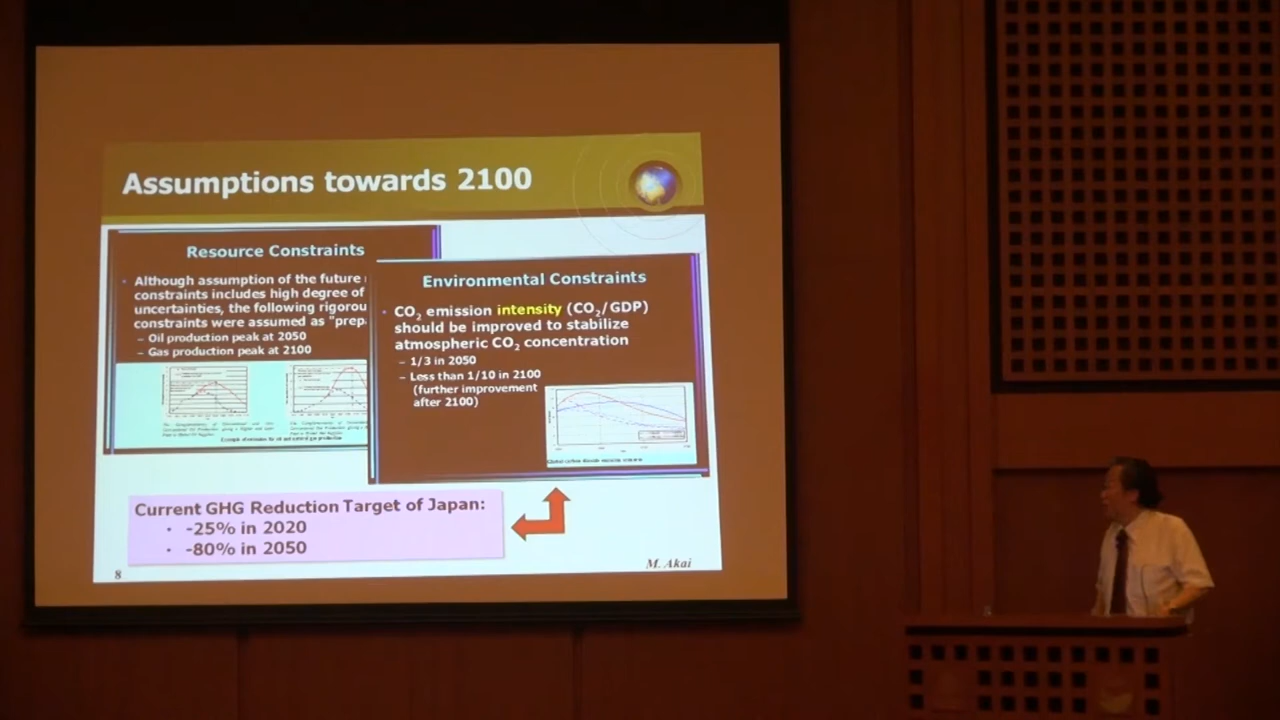 Assumptions towards 2100
Resource Constraints
Although assumption of the future
constraints includes high degree of
uncertainties, the following rigorou
constraints were assumed as "prep
– Oil production peak at 2050
– Gas production peak at 2100
Environmental Constraints
CO2 emission intensity (CO2/GDP)
should be improved to stabilize
atmospheric CO2 concentration
– 1/3 in 2050
– Less than 1/10 in 2100
(further improvement
after 2100)
Current GHG Reduction Target of Japan:
• -25% in 2020
• -80% in 2050
8
M. Akai